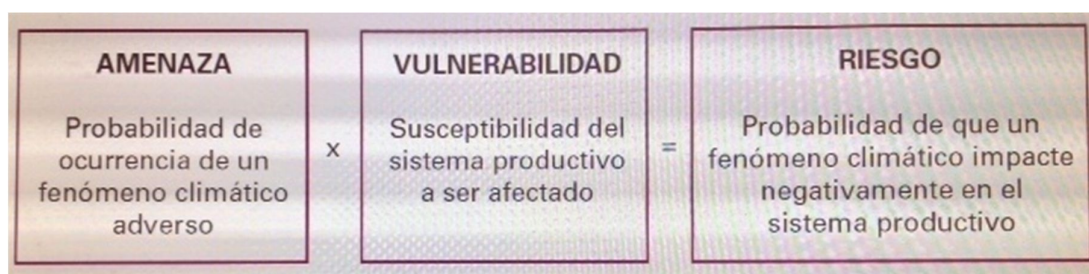 AMENAZA
Probabilidad de
ocurrencia de un
fenómeno climático
adverso
x
VULNERABILIDAD
Susceptibilidad del
sistema productivo
a ser afectado
=
RIESGO
Probabilidad de que un
fenómeno climático impacte
negativamente en el
sistema productivo